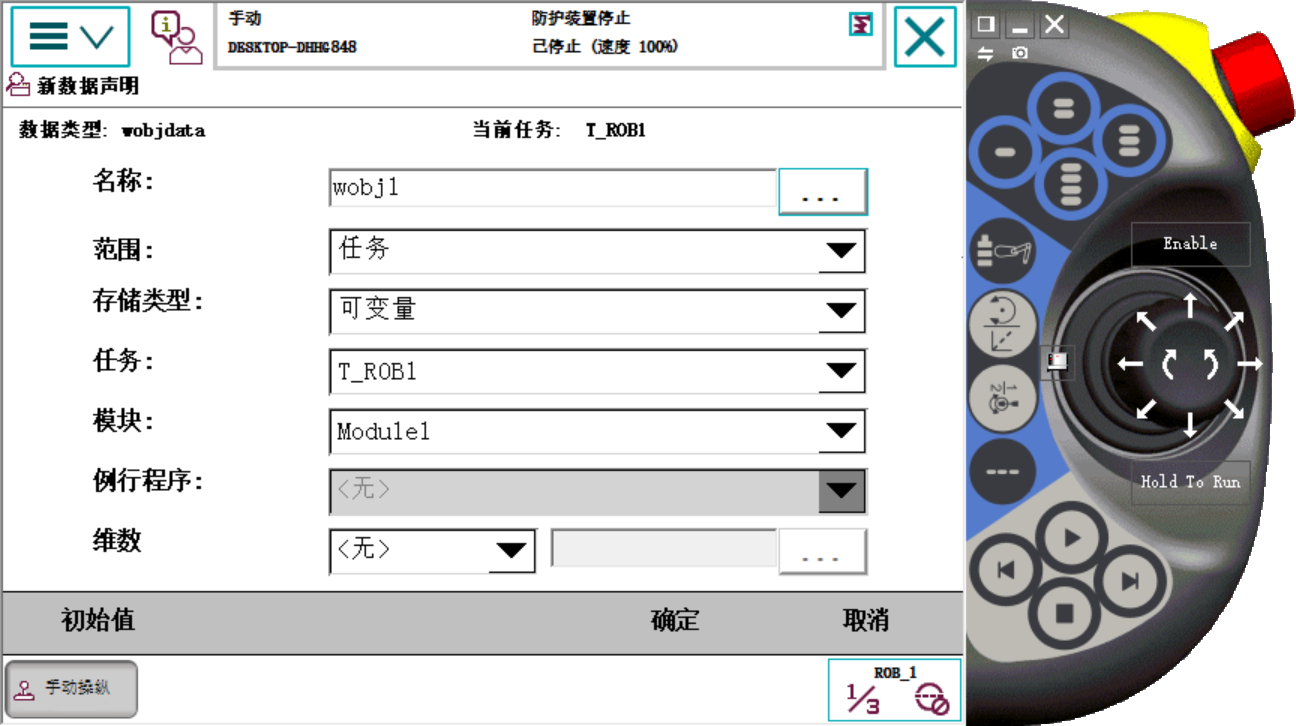 手动
防护装置停止
DESKTOP-DHHG848
已停止 (速度 100%)
新数据声明
数据类型: wobjdata
当前任务: T_ROB1
名称:
wobj1
...
范围:
任务
存储类型:
可变量
任务:
T_ROB1
模块:
Module1
例行程序:
<无>
维数
<无>
...
初始值
确定
取消
手动操纵
ROB_1
1/3
Enable
Hold To Run